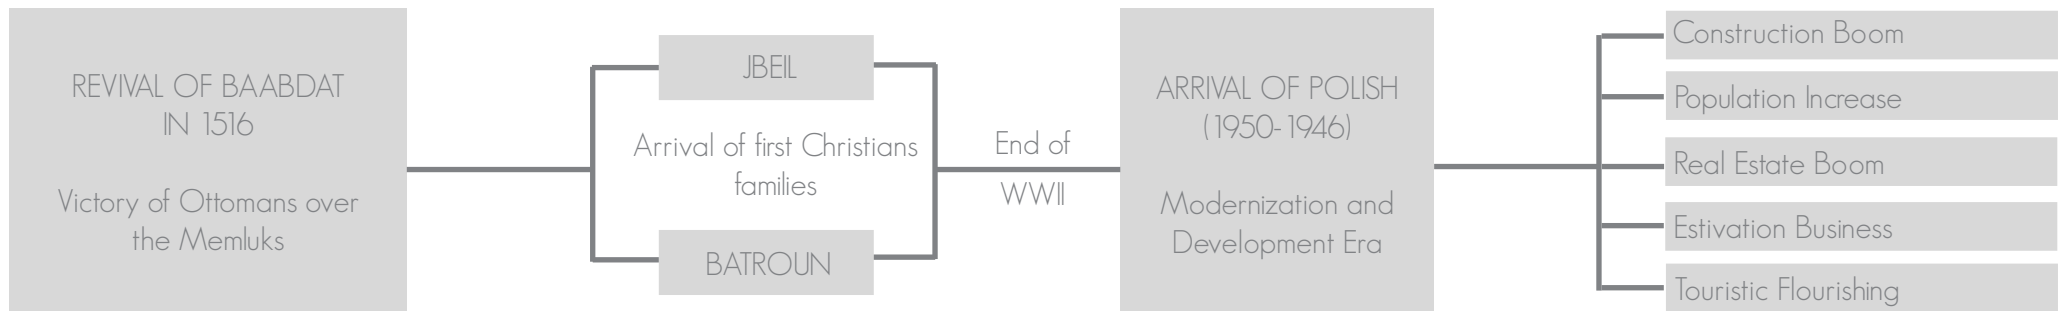 REVIVAL OF BAABDAT
IN 1516
Victory of Ottomans over
the Memluks
JBEIL
Arrival of first Christians
families
BATROUN
End of
WWII
ARRIVAL OF POLISH
(1950-1946)
Modernization and
Development Era
Construction Boom
Population Increase
Real Estate Boom
Estivation Business
Touristic Flourishing